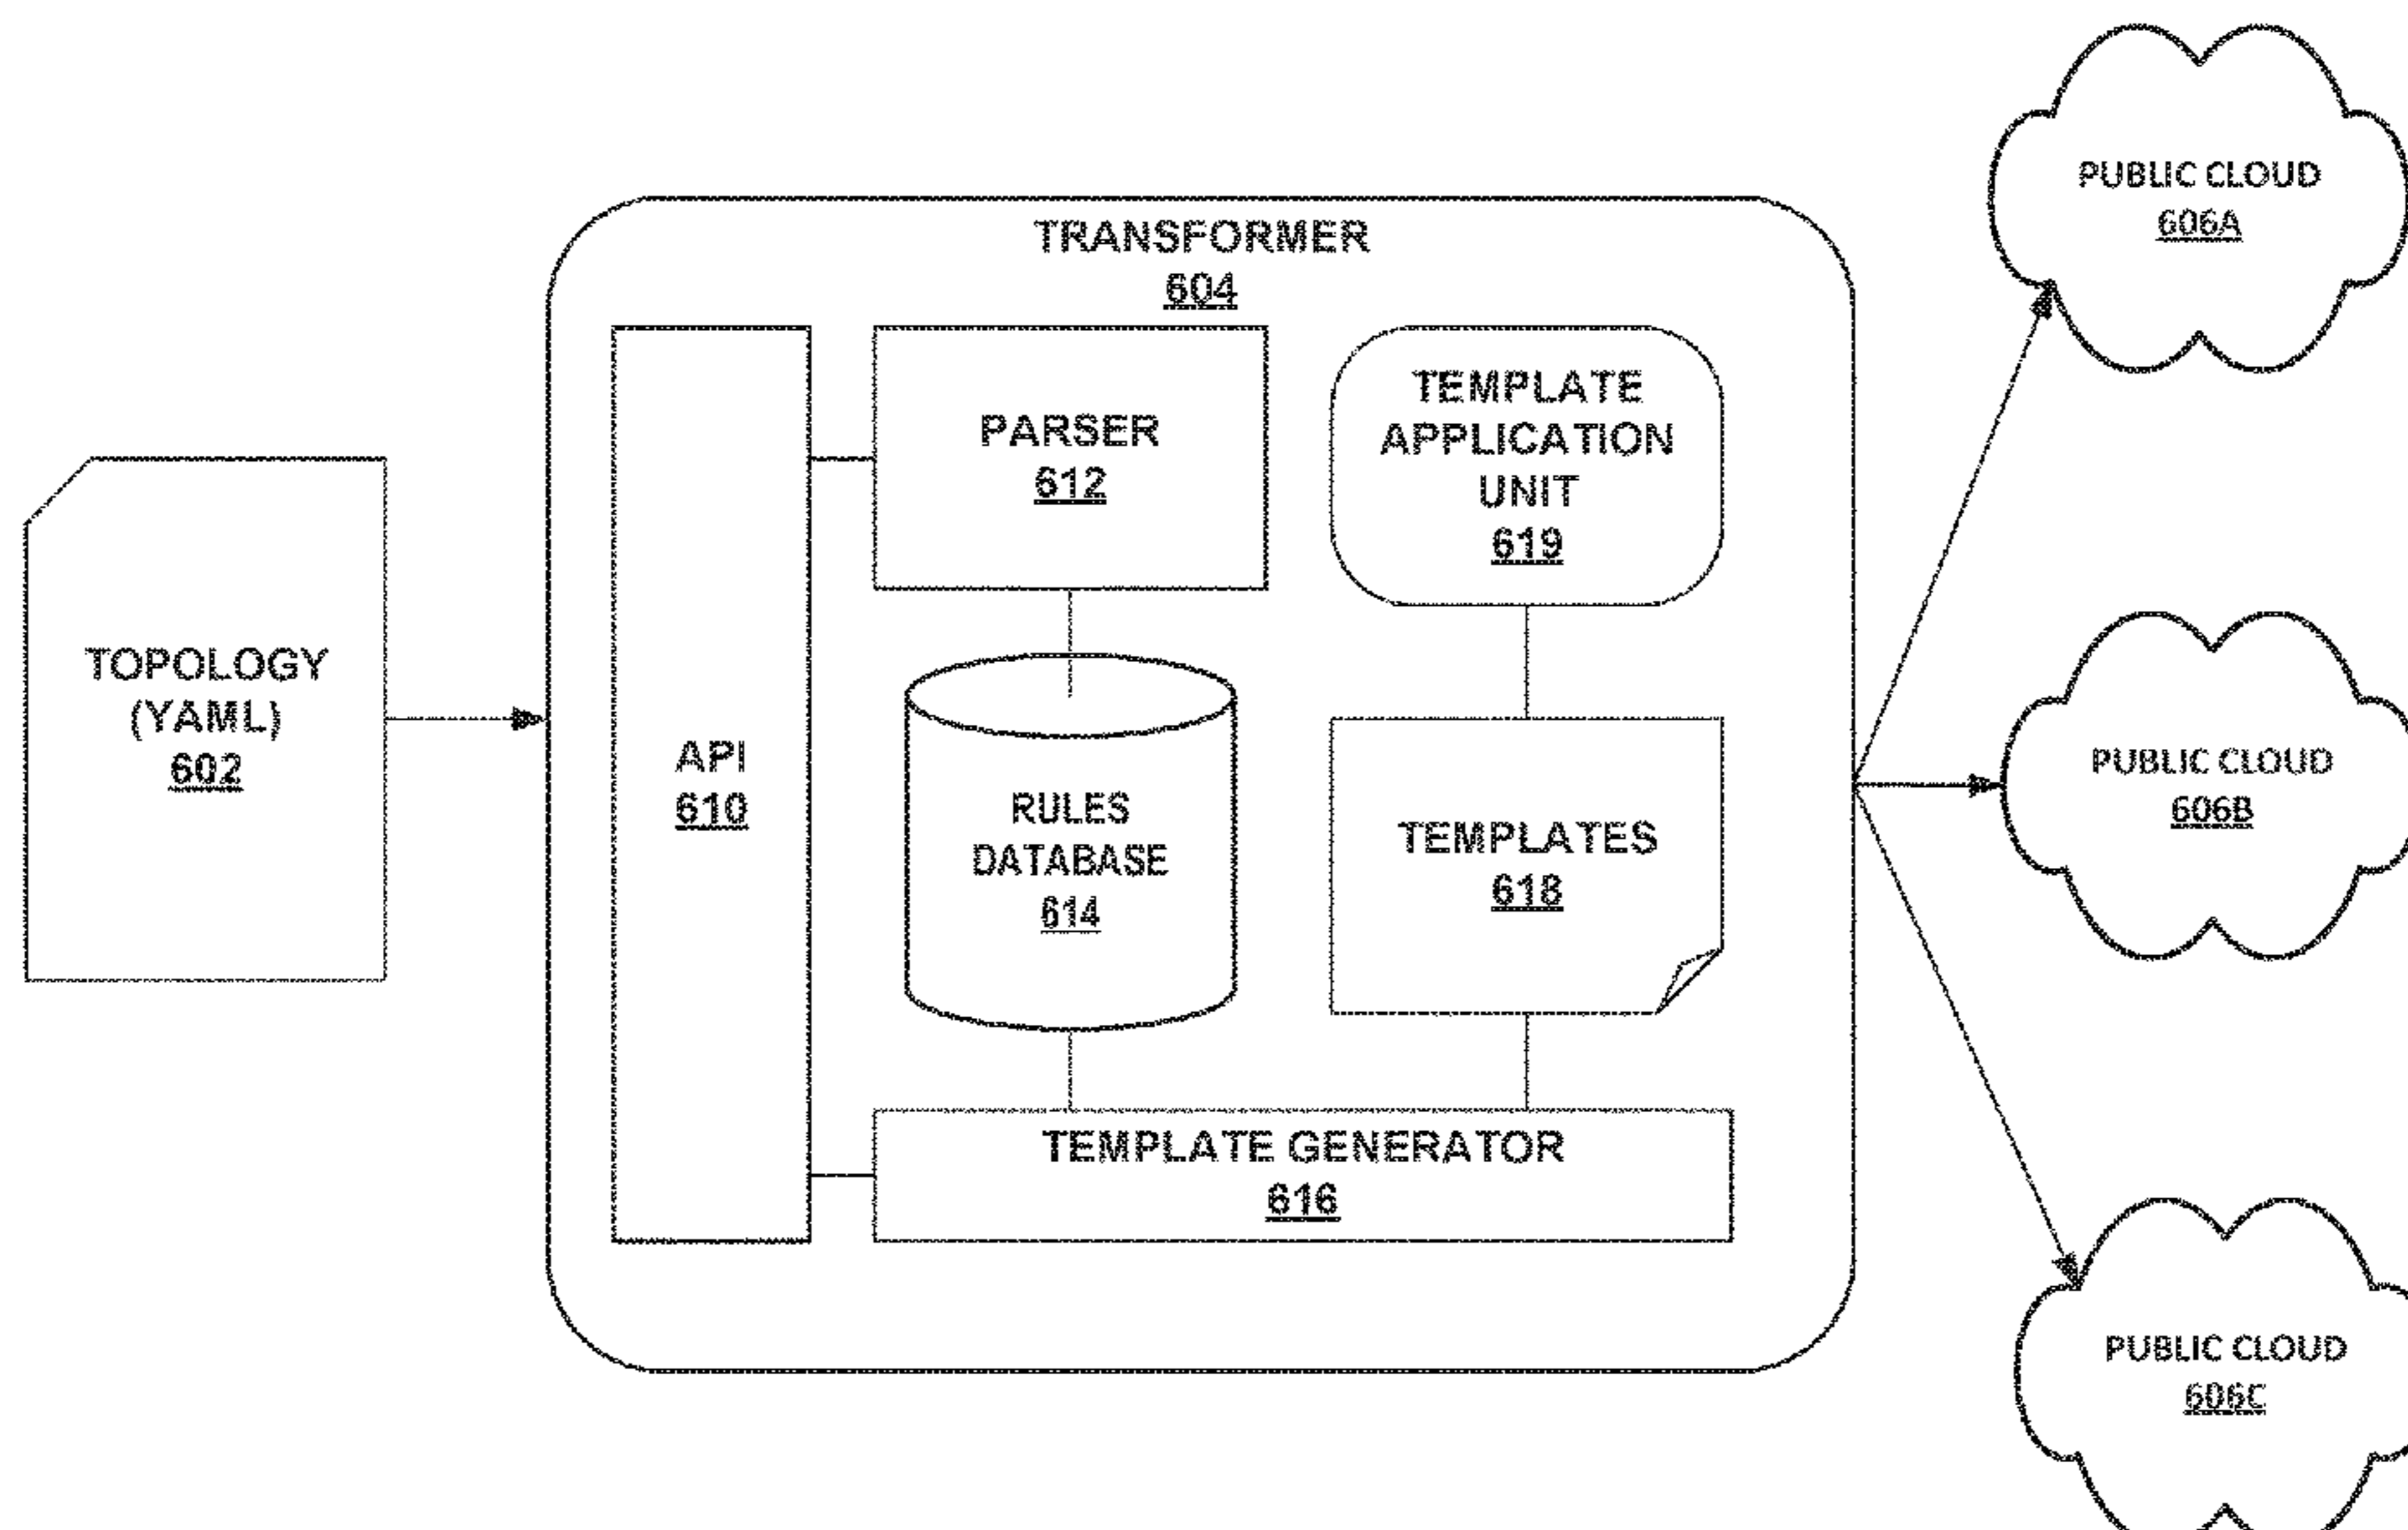 TOPOLOGY
(YAML)
602
TRANSFORMER
604
API
610
PARSER
612
RULES
DATABASE
614
TEMPLATE
APPLICATION
UNIT
619
TEMPLATES
618
TEMPLATE GENERATOR
616
PUBLIC CLOUD
606A
PUBLIC CLOUD
606B
PUBLIC CLOUD
606C